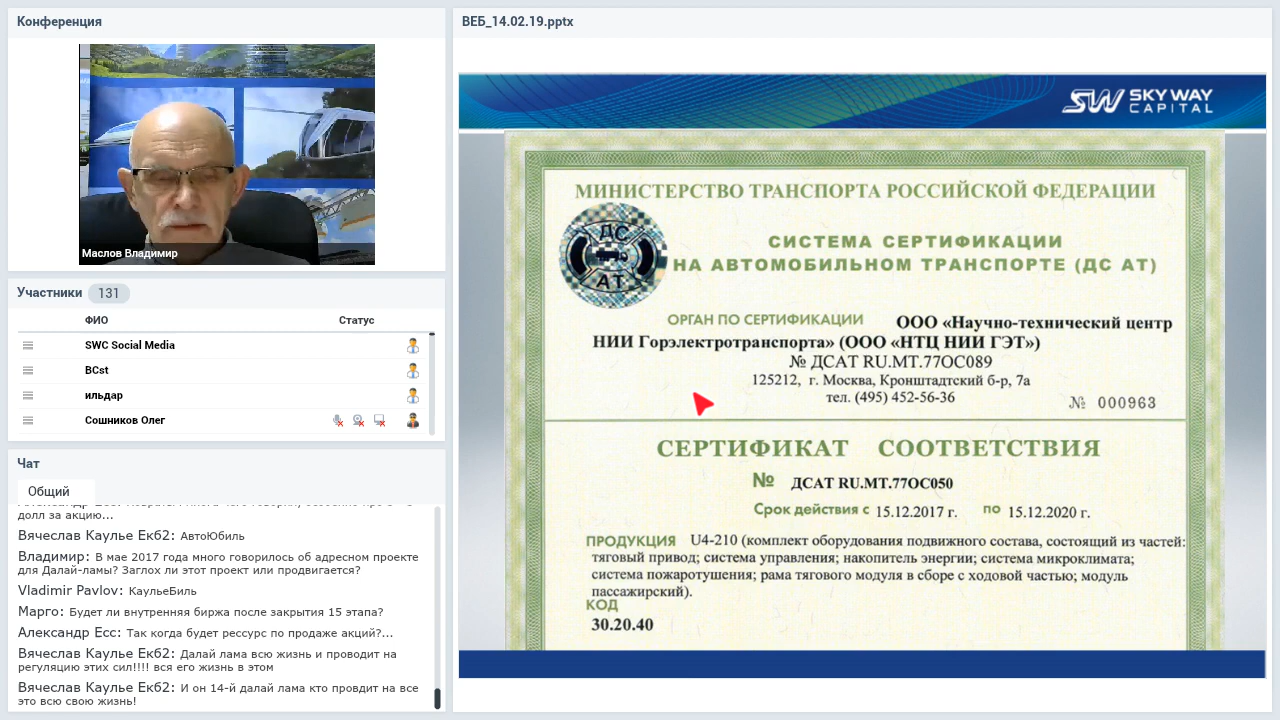 Конференция
Маслов Владимир
Участники 131
ФИО Статус
SWC Social Media
BCst
ильдар
Сошников Олег
Чат
Общий
долл за акцию...
Вячеслав Каулье Екб2: АвтоЮбиль
Владимир: В мае 2017 года много говорилось об адресном проекте
для Далай-ламы? Заглох ли этот проект или продвигается?
Vladimir Pavlov: КаульеБиль
Марго: Будет ли внутренняя биржа после закрытия 15 этапа?
Александр Есс: Так когда будет рессурс по продаже акций?...
Вячеслав Каулье Екб2: Далай лама всю жизнь и проводит на
регуляцию этих сил!!!! вся его жизнь в этом
Вячеслав Каулье Екб2: И он 14-й далай лама кто провдит на все
это всю свою жизнь!
ВЕБ_14.02.19.pptx
SW SKY WAY
CAPITAL
МИНИСТЕРСТВО ТРАНСПОРТА РОССИЙСКОЙ ФЕДЕРАЦИИ
ДС
АТ
СИСТЕМА СЕРТИФИКАЦИИ
НА АВТОМОБИЛЬНОМ ТРАНСПОРТЕ (ДС АТ)
ОРГАН ПО СЕРТИФИКАЦИИ ООО «Научно-технический центр
НИИ Горэлектротранспорта» (ООО «НТЦ НИИ ГЭТ»)
№ ДСАТ RU.МТ.77ОС089
125212, г. Москва, Кронштадтский б-р, 7а
тел. (495) 452-56-36
№ 000963
СЕРТИФИКАТ СООТВЕТСТВИЯ
№ ДСАТ RU.МТ.77ОС050
Срок действия с 15.12.2017 г. по 15.12.2020 г.
ПРОДУКЦИЯ U4-210 (комплект оборудования подвижного состава, состоящий из частей:
тяговый привод; система управления; накопитель энергии; система микроклимата;
система пожаротушения; рама тягового модуля в сборе с ходовой частью; модуль
пассажирский).
КОД
30.20.40